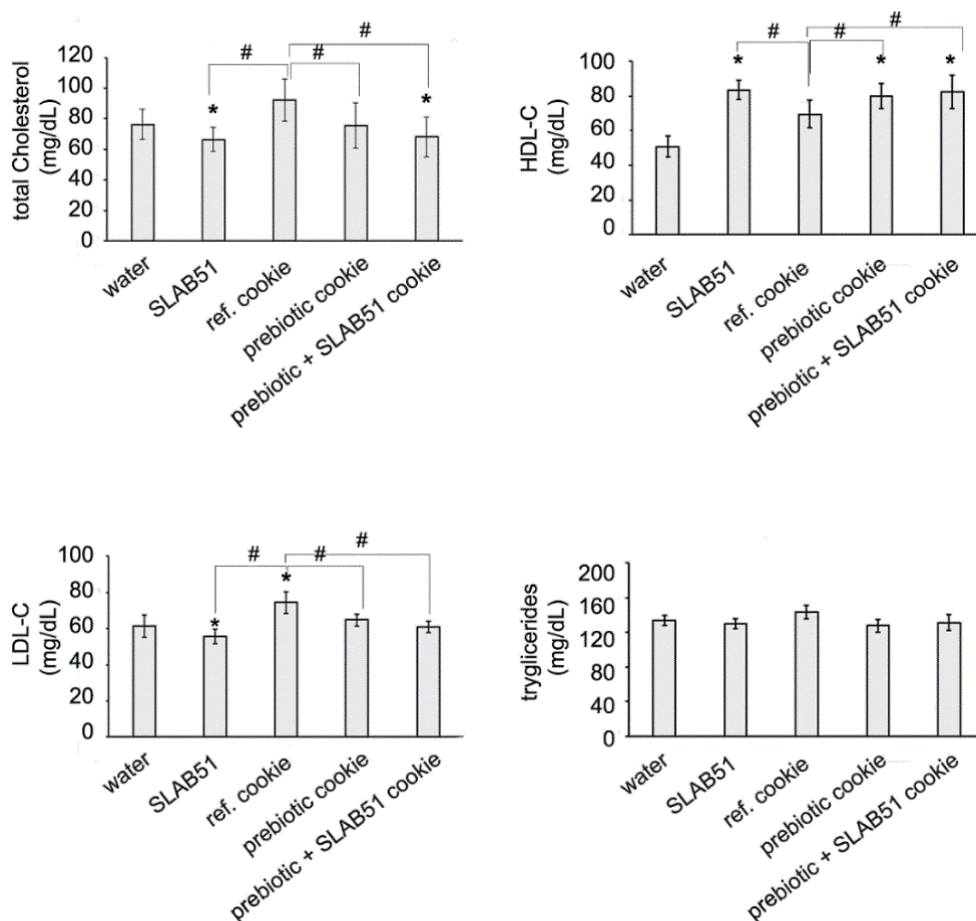 total Cholesterol
(mg/dL)
120
100
80
60
40
20
0
# # #
* *
water
SLAB51
ref. cookie
prebiotic cookie
prebiotic + SLAB51 cookie
HDL-C
(mg/dL)
100
80
60
40
20
0
# # #
* * *
water
SLAB51
ref. cookie
prebiotic cookie
prebiotic + SLAB51 cookie
LDL-C
(mg/dL)
100
80
60
40
20
0
# # #
* *
water
SLAB51
ref. cookie
prebiotic cookie
prebiotic + SLAB51 cookie
tryglicerides
(mg/dL)
200
160
120
80
40
0
water
SLAB51
ref. cookie
prebiotic cookie
prebiotic + SLAB51 cookie